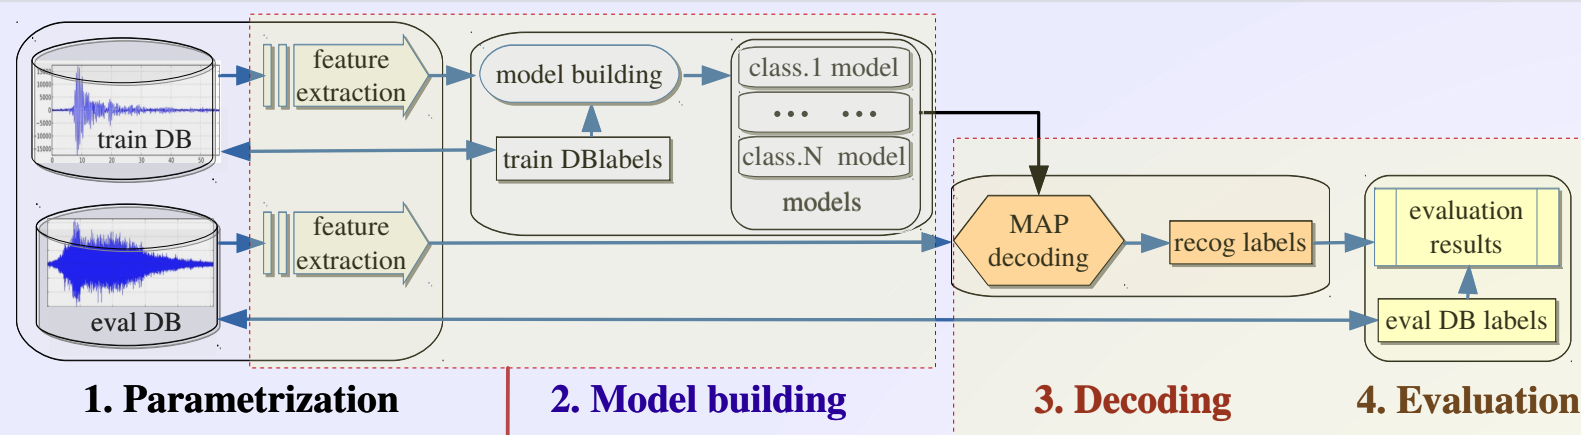 train DB
feature
extraction
model building
train DBlabels
class.1 model
... ...
class.N model
models
eval DB
feature
extraction
MAP
decoding
recog labels
evaluation
results
eval DB labels
1. Parametrization
2. Model building
3. Decoding
4. Evaluation